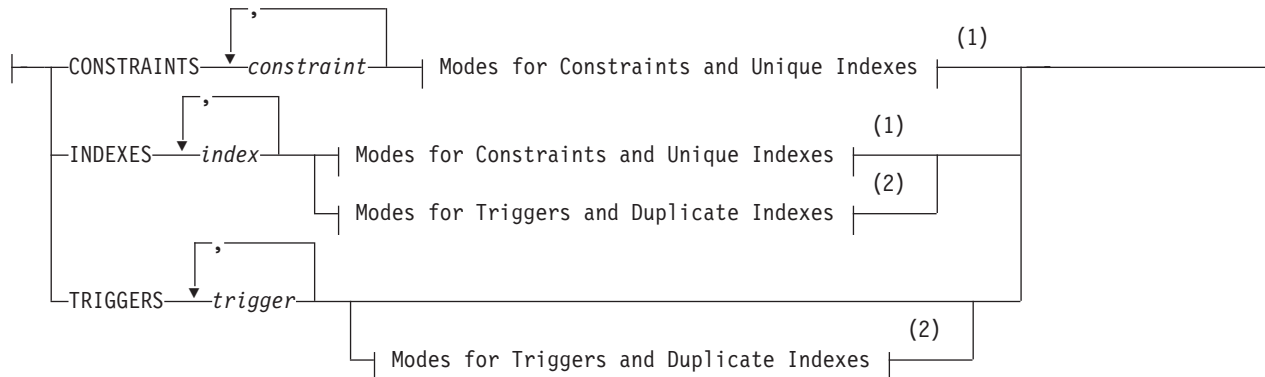 ,
(1)
CONSTRAINTS constraint Modes for Constraints and Unique Indexes
,
(1)
INDEXES index Modes for Constraints and Unique Indexes
(2)
Modes for Triggers and Duplicate Indexes
,
TRIGGERS trigger
(2)
Modes for Triggers and Duplicate Indexes